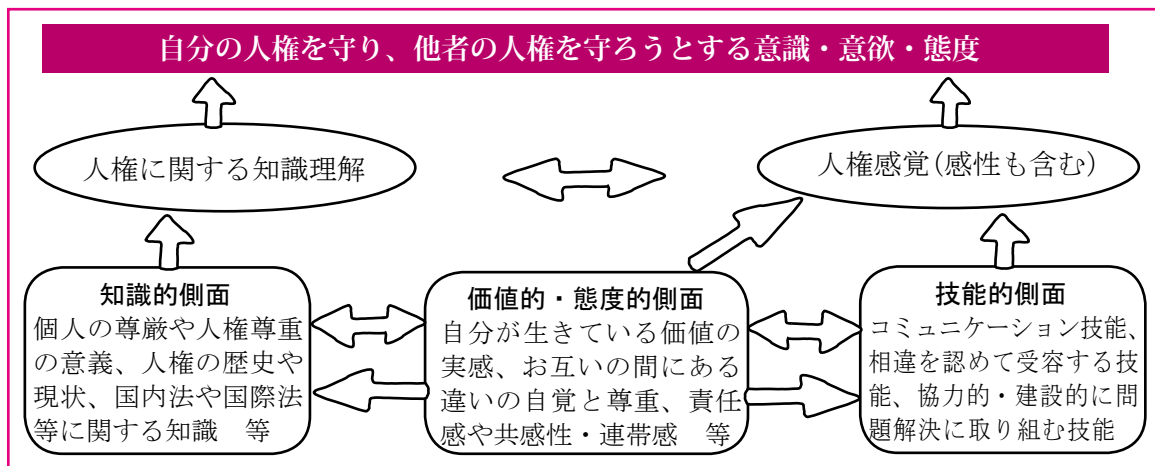 自分の人権を守り、他者の人権を守ろうとする意識・意欲・態度
人権に関する知識理解
人権感覚(感性も含む)
知識的側面
個人の尊厳や人権尊重
の意義、人権の歴史や
現状、国内法や国際法
等に関する知識　等
価値的・態度的側面
自分が生きている価値の
実感、お互いの間にある
違いの自覚と尊重、責任
感や共感性・連帯感　等
技能的側面
コミュニケーション技能、
相違を認めて受容する技
能、協力的・建設的に問
題解決に取り組む技能